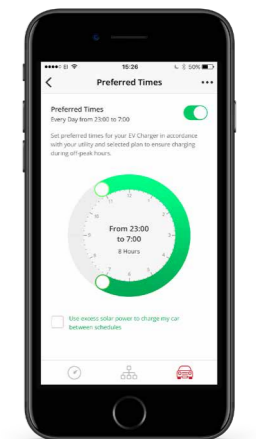 15:26
50%
Preferred Times
Preferred Times
Every Day from 23:00 to 7:00
Set preferred times for your EV Charger in accordance
with your utility and selected plan to ensure charging
during off-peak hours.
From 23:00
to 7:00
8 Hours
Use excess solar power to charge my car
between schedules